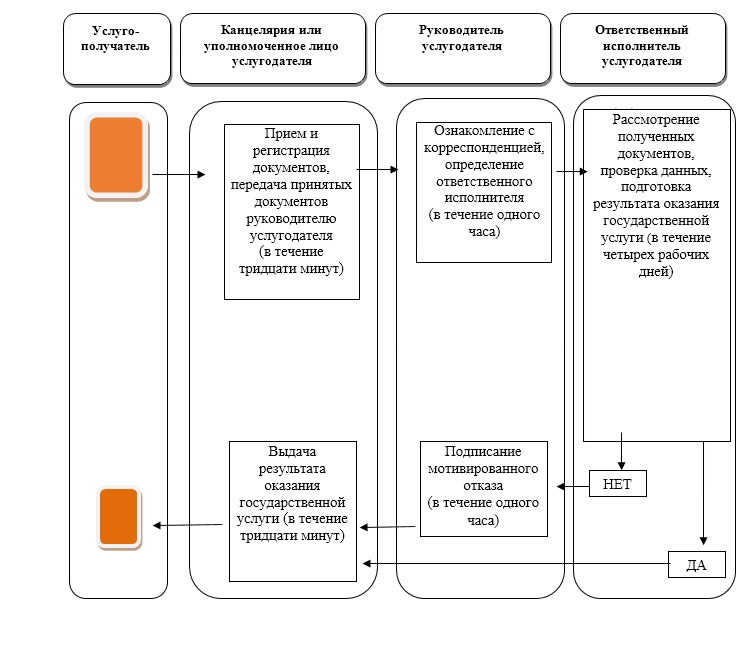 Услуго-
получатель
Канцелярия или
уполномоченное лицо
услугодателя
Руководитель
услугодателя
Ответственный
исполнитель
услугодателя
Прием и
регистрация
документов,
передача принятых
документов
руководителю
услугодателя
(в течение
тридцати минут)
Ознакомление с
корреспонденцией,
определение
ответственного
исполнителя
(в течение одного
часа)
Рассмотрение
полученных
документов,
проверка данных,
подготовка
результата оказания
государственной
услуги (в течение
четырех рабочих
дней)
Выдача
результата
оказания
государственной
услуги (в течение
тридцати минут)
Подписание
мотивированного
отказа
(в течение одного
часа)
НЕТ
ДА